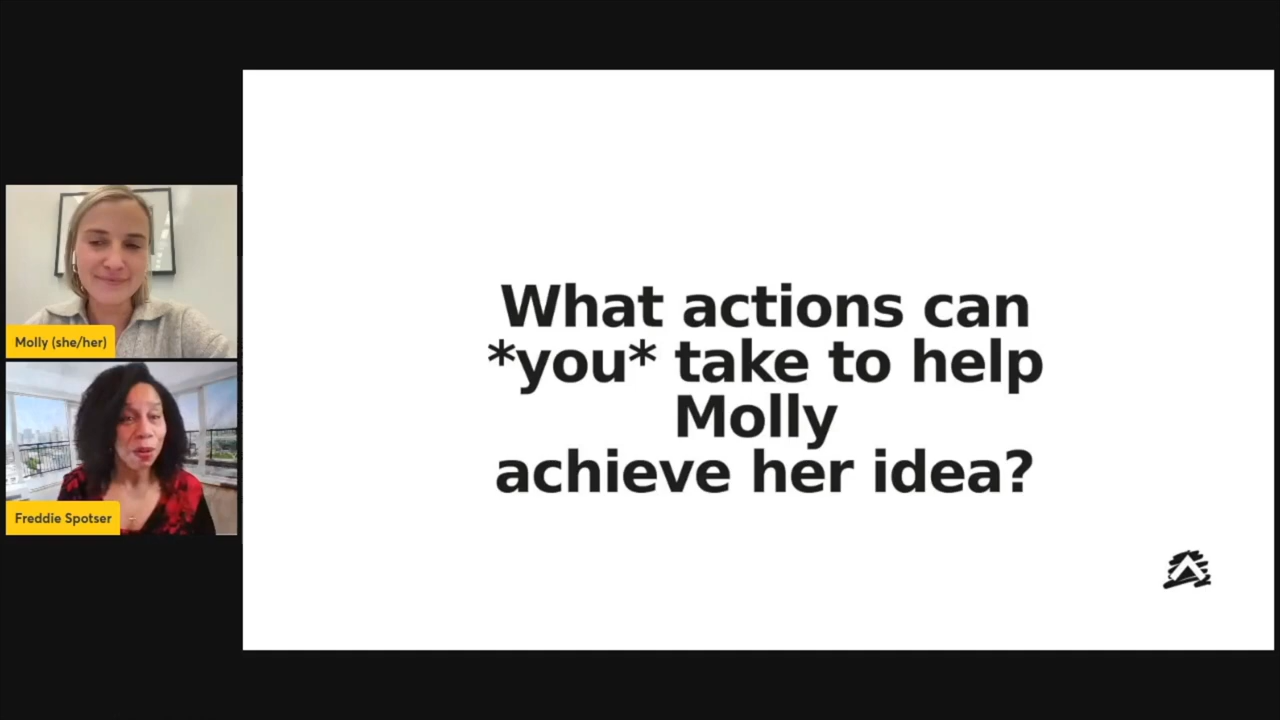 Molly (she/her)
Freddie Spotser
What actions can
*you* take to help
Molly
achieve her idea?